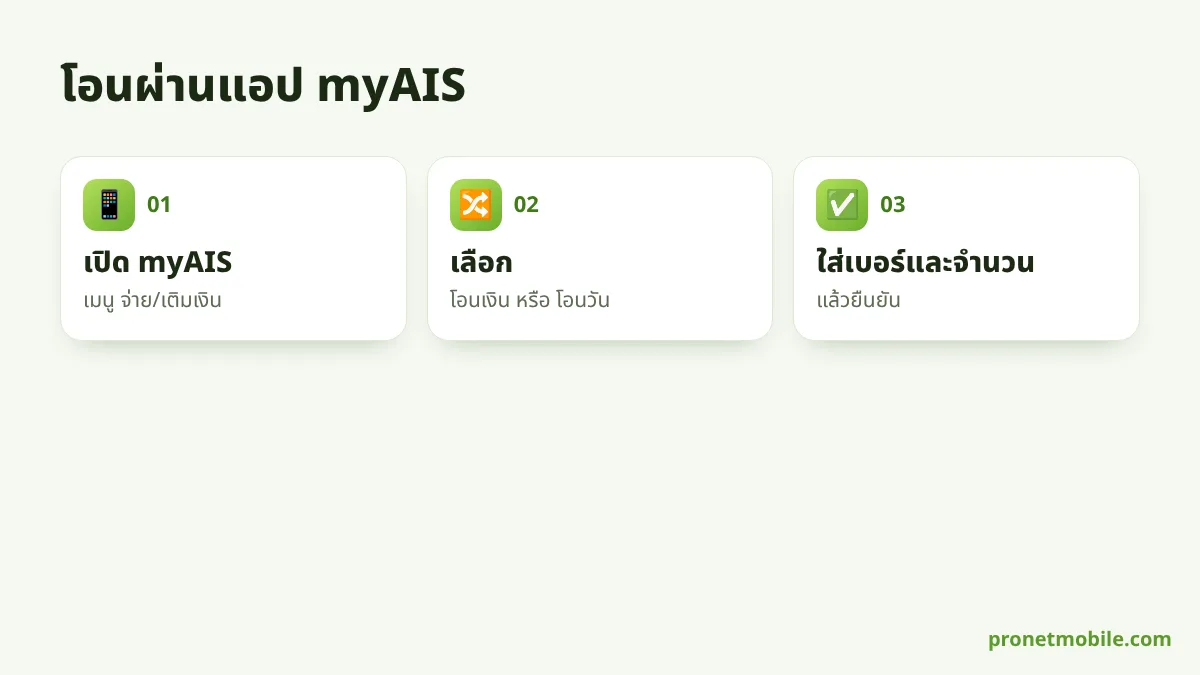 โอนผ่านแอป myAIS
01
เปิด myAIS
เมนู จ่าย/เติมเงิน
02
เลือก
โอนเงิน หรือ โอนวัน
03
ใส่เบอร์และจำนวน
แล้วยืนยัน
pronetmobile.com